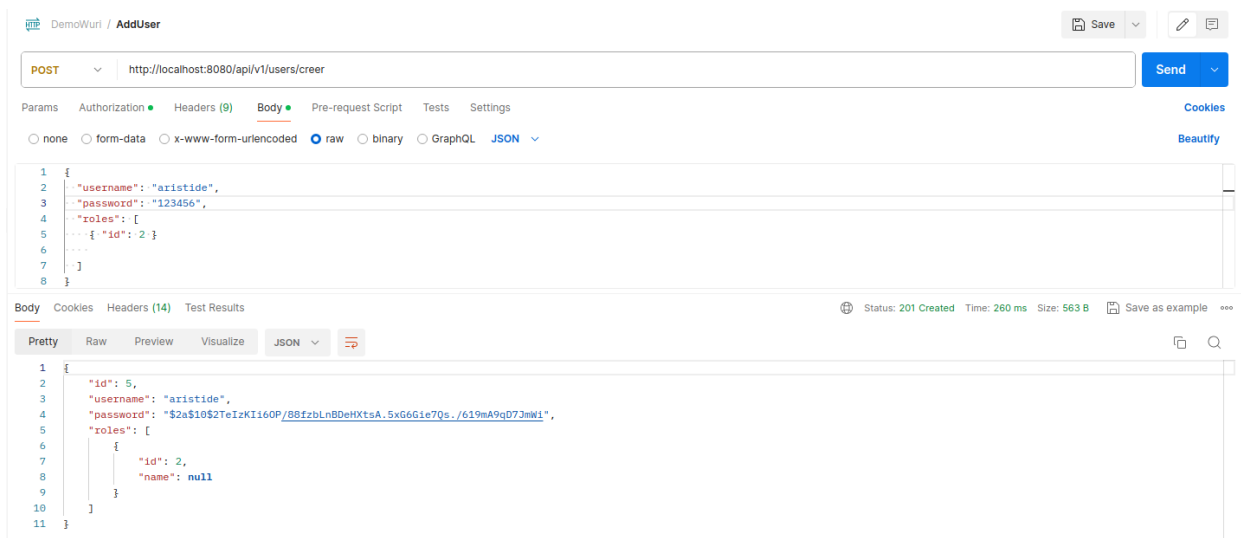 HTTP DemoWuri / AddUser Save
POST http://localhost:8080/api/v1/users/creer Send
Params Authorization Headers (9) Body Pre-request Script Tests Settings Cookies
none form-data x-www-form-urlencoded raw binary GraphQL JSON Beautify
1 {
2 "username": "aristide",
3 "password": "123456",
4 "roles": [
5 { "id": 2 }
6
7 ]
8 }
Body Cookies Headers (14) Test Results Status: 201 Created Time: 260 ms Size: 563 B Save as example
Pretty Raw Preview Visualize JSON
1 {
2 "id": 5,
3 "username": "aristide",
4 "password": "$2a$10$2TeIzKIi6OP/88fzbLnBDeHXtsA.5xG6Gie7Qs./619mA9qD7JmWi",
5 "roles": [
6 {
7 "id": 2,
8 "name": null
9 }
10 ]
11 }